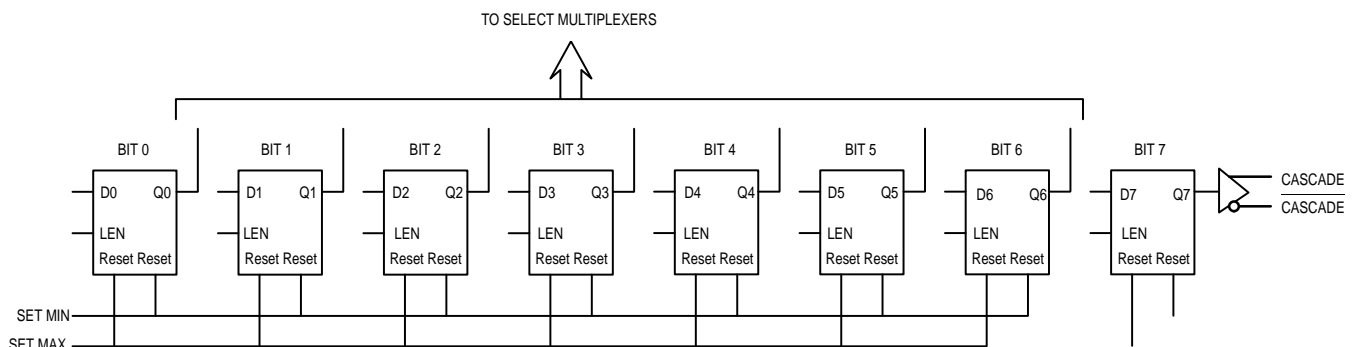 TO SELECT MULTIPLEXERS
BIT 0 BIT 1 BIT 2 BIT 3 BIT 4 BIT 5 BIT 6 BIT 7
D0 Q0 D1 Q1 D2 Q2 D3 Q3 D4 Q4 D5 Q5 D6 Q6 D7 Q7 CASCADE
CASCADE
LEN LEN LEN LEN LEN LEN LEN LEN
Reset Reset Reset Reset Reset Reset Reset Reset Reset Reset Reset Reset Reset Reset Reset Reset
SET MIN
SET MAX